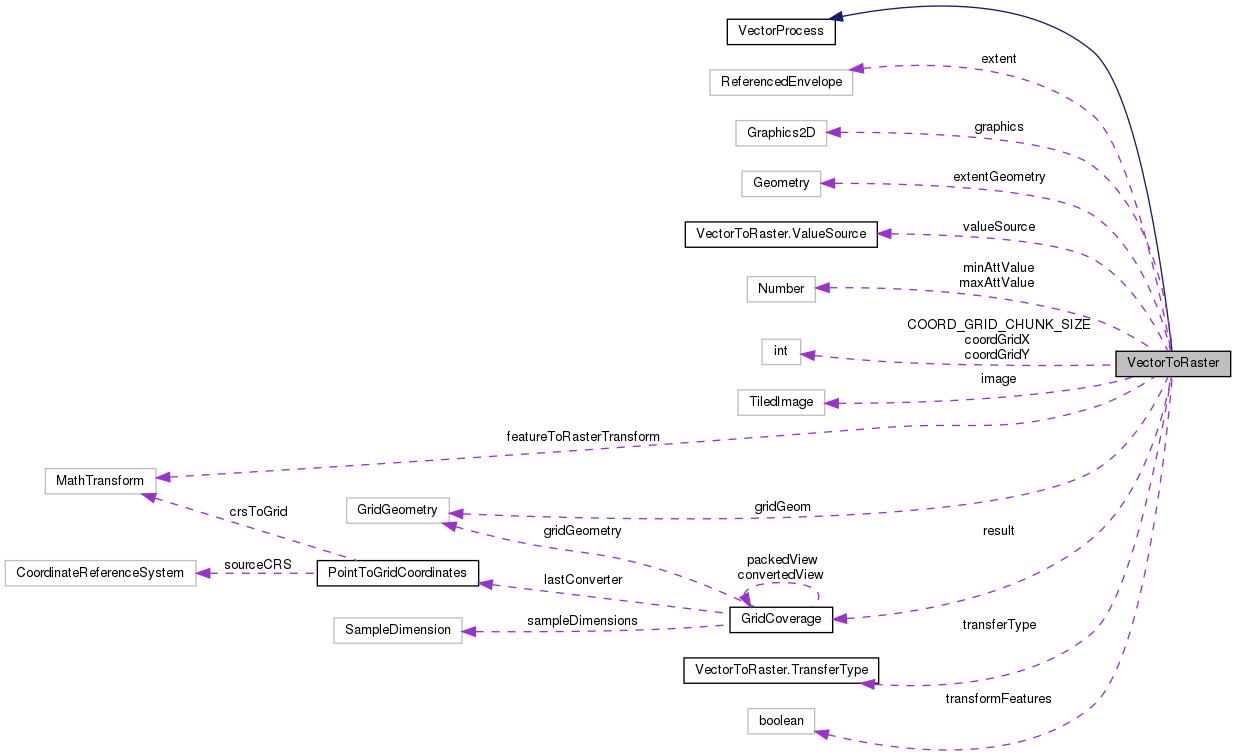 VectorProcess
extent
ReferencedEnvelope
graphics
Graphics2D
extentGeometry
Geometry
valueSource
VectorToRaster.ValueSource
minAttValue
maxAttValue
Number
COORD_GRID_CHUNK_SIZE
coordGridX
coordGridY
int
VectorToRaster
image
TiledImage
featureToRasterTransform
MathTransform
crsToGrid
GridGeometry
gridGeom
gridGeometry
result
packedView
convertedView
sourceCRS
CoordinateReferenceSystem
PointToGridCoordinates
lastConverter
GridCoverage
sampleDimensions
SampleDimension
transferType
VectorToRaster.TransferType
transformFeatures
boolean